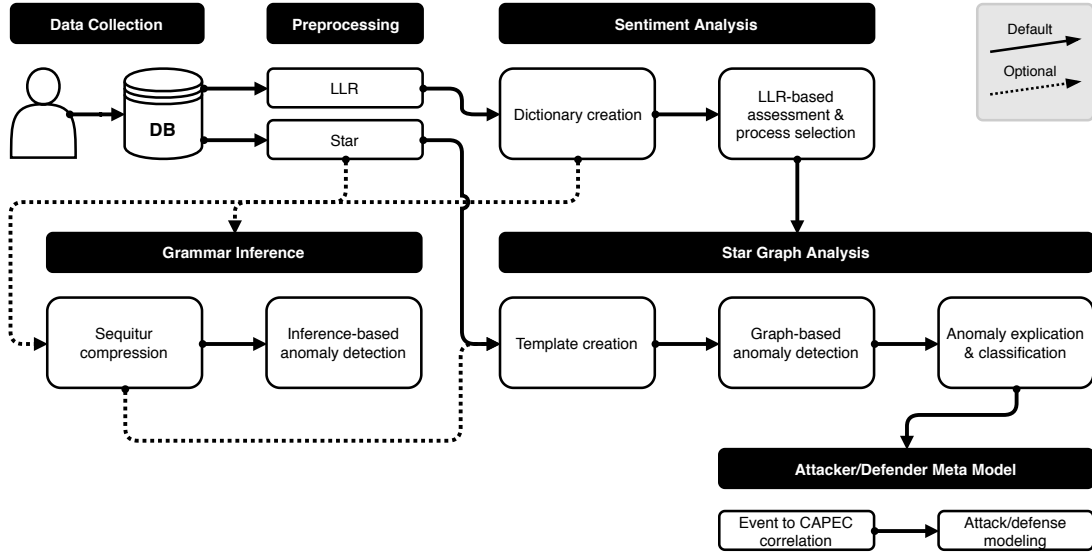 Data Collection
Preprocessing
Sentiment Analysis
Default
Optional
DB
LLR
Star
Dictionary creation
LLR-based
assessment &
process selection
Grammar Inference
Star Graph Analysis
Sequitur
compression
Inference-based
anomaly detection
Template creation
Graph-based
anomaly detection
Anomaly explication
& classification
Attacker/Defender Meta Model
Event to CAPEC
correlation
Attack/defense
modeling